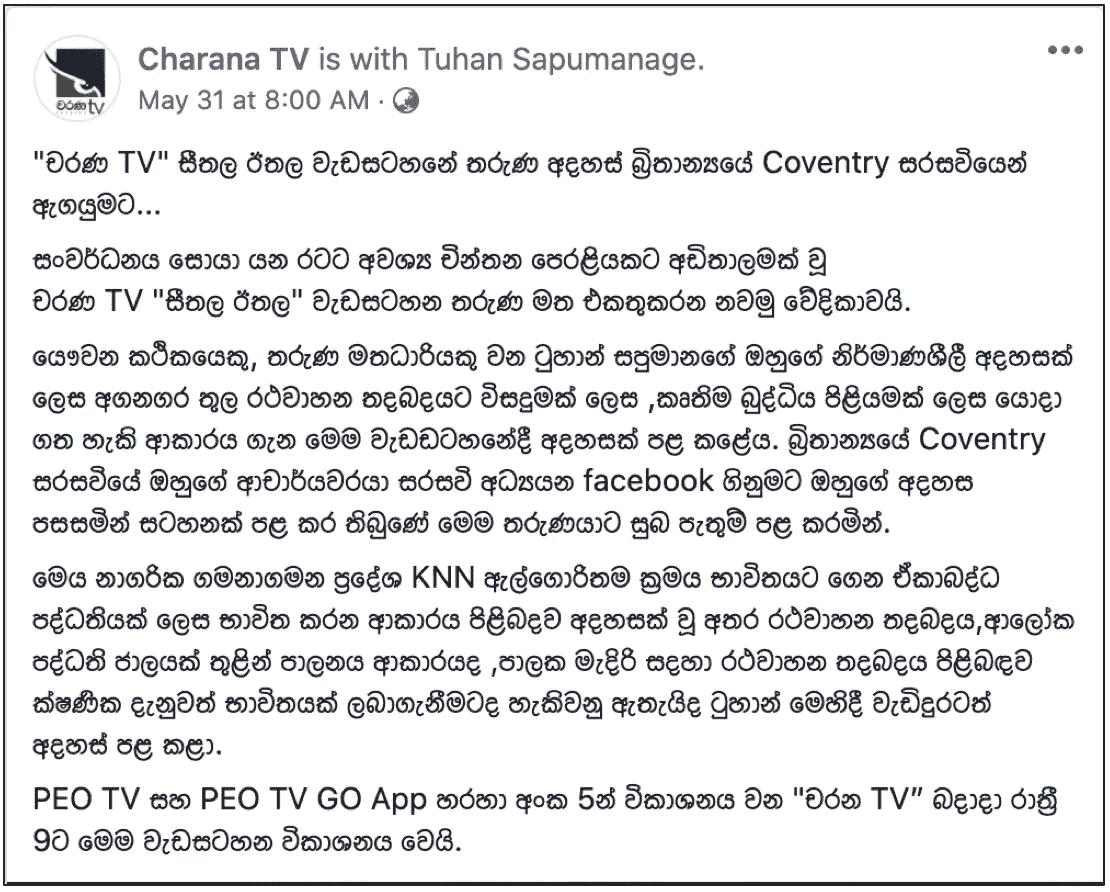 Charana TV is with Tuhan Sapumanage.
May 31 at 8:00 AM ·
චරණ tv
"චරණ TV" සීතල ඊතල වැඩසටහනේ තරුණ අදහස් බ්‍රිතාන්‍යයේ Coventry සරසවියෙන්
ඇගයුමට...
සංවර්ධනය සොයා යන රටට අවශ්‍ය චින්තන පෙරළියකට අඩිතාලමක් වූ
චරණ TV "සීතල ඊතල" වැඩසටහන තරුණ මත එකතුකරන නවමු වේදිකාවයි.
යෞවන කථිකයෙකු, තරුණ මතධාරියකු වන ටුහාන් සපුමානගේ ඔහුගේ නිර්මාණශීලී අදහසක්
ලෙස අගනගර තුල රථවාහන තදබදයට විසදුමක් ලෙස ,කෘතිම බුද්ධිය පිළියමක් ලෙස යොදා
ගත හැකි ආකාරය ගැන මෙම වැඩඩටහනේදී අදහසක් පළ කළේය. බ්‍රිතාන්‍යයේ Coventry
සරසවියේ ඔහුගේ ආචාර්යවරයා සරසවි අධ්‍යයන facebook ගිනුමට ඔහුගේ අදහස
පසසමින් සටහනක් පළ කර තිබුණේ මෙම තරුණයාට සුබ පැතුම් පළ කරමින්.
මෙය නාගරික ගමනාගමන ප්‍රදේශ KNN ඇල්ගොරිතම ක්‍රමය භාවිතයට ගෙන ඒකාබද්ධ
පද්ධතියක් ලෙස භාවිත කරන ආකාරය පිළිබදව අදහසක් වූ අතර රථවාහන තදබදය,ආලෝක
පද්ධති ජාලයක් තුළින් පාලනය ආකාරයද ,පාලක මැදිරි සදහා රථවාහන තදබදය පිළිබඳව
ක්ෂණික දැනුවත් භාවිතයක් ලබාගැනීමටද හැකිවනු ඇතැයිද ටුහාන් මෙහිදී වැඩිදුරටත්
අදහස් පළ කළා.
PEO TV සහ PEO TV GO App හරහා අංක 5න් විකාශනය වන "චරන TV” බදාදා රාත්‍රී
9ට මෙම වැඩසටහන විකාශනය වෙයි.